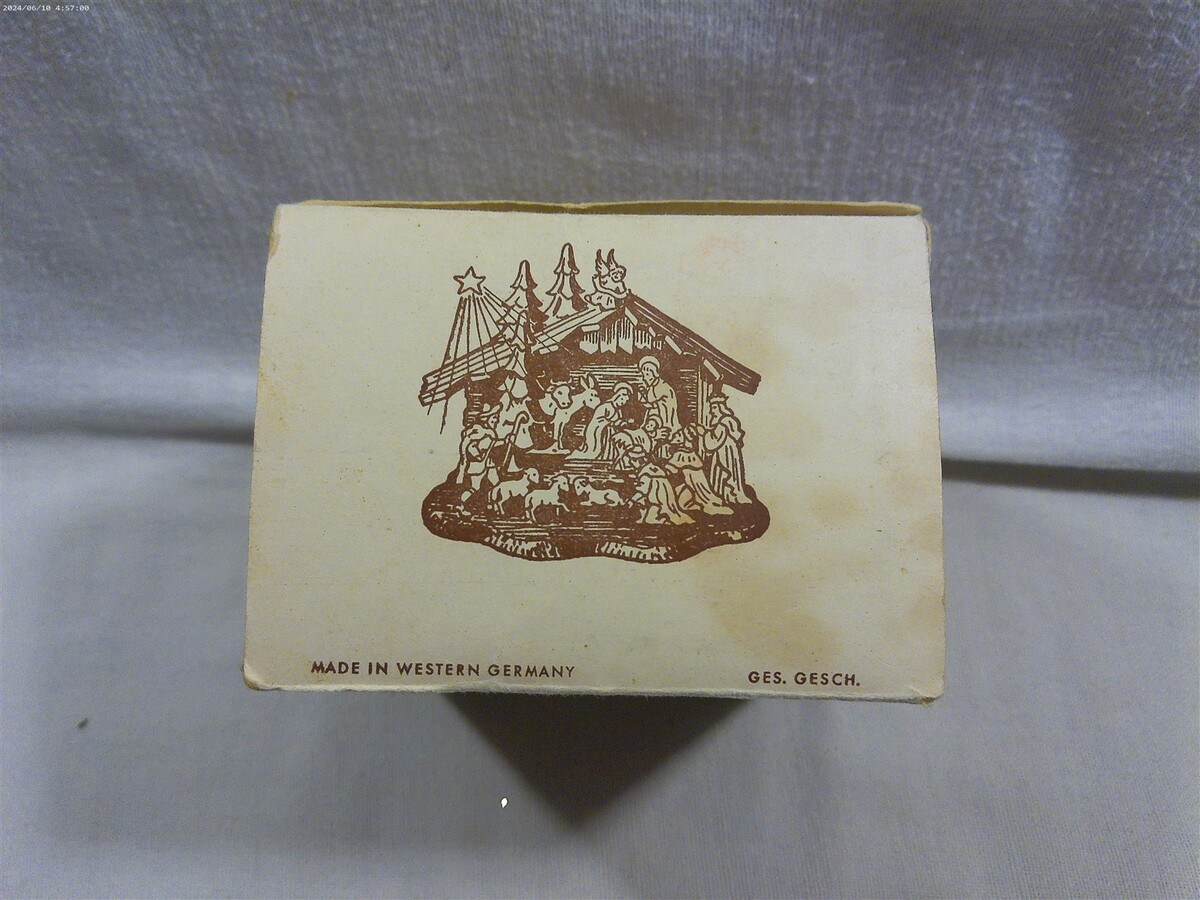 2024/06/10 4:57:00
MADE IN WESTERN GERMANY
GES. GESCH.